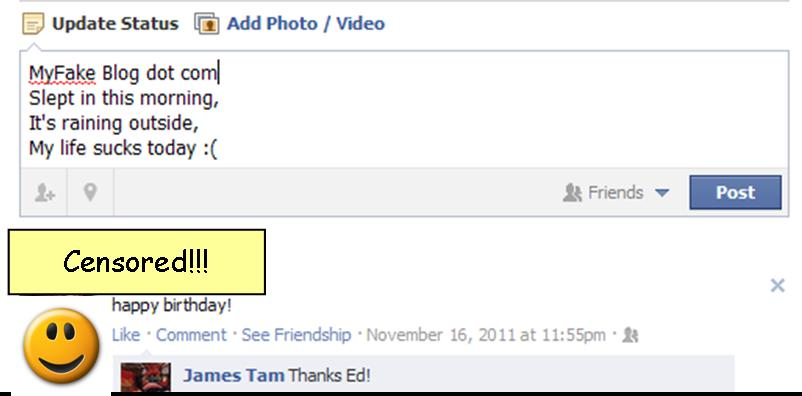 Update Status Add Photo / Video
MyFake Blog dot com
Slept in this morning,
It's raining outside,
My life sucks today :(
Friends Post
Censored!!!
happy birthday!
Like · Comment · See Friendship · November 16, 2011 at 11:55pm ·
James Tam Thanks Ed!